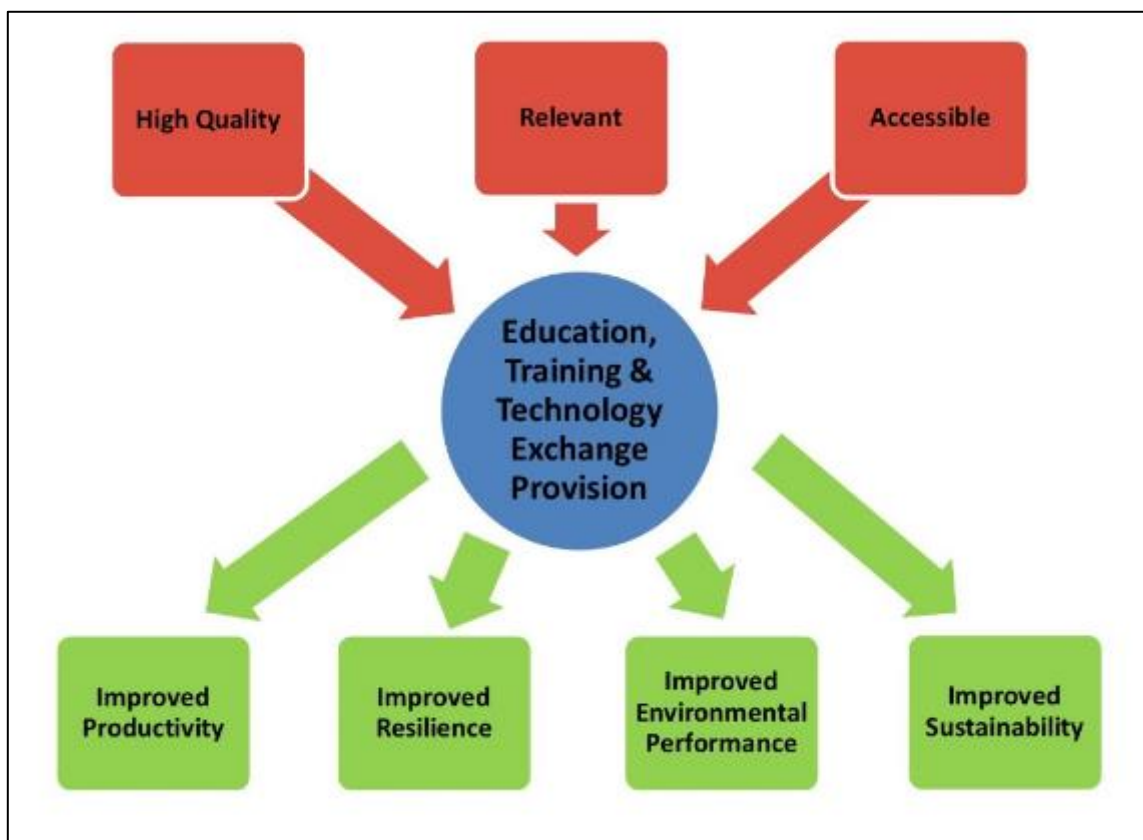 High Quality
Relevant
Accessible
Education,
Training &
Technology
Exchange
Provision
Improved
Productivity
Improved
Resilience
Improved
Environmental
Performance
Improved
Sustainability